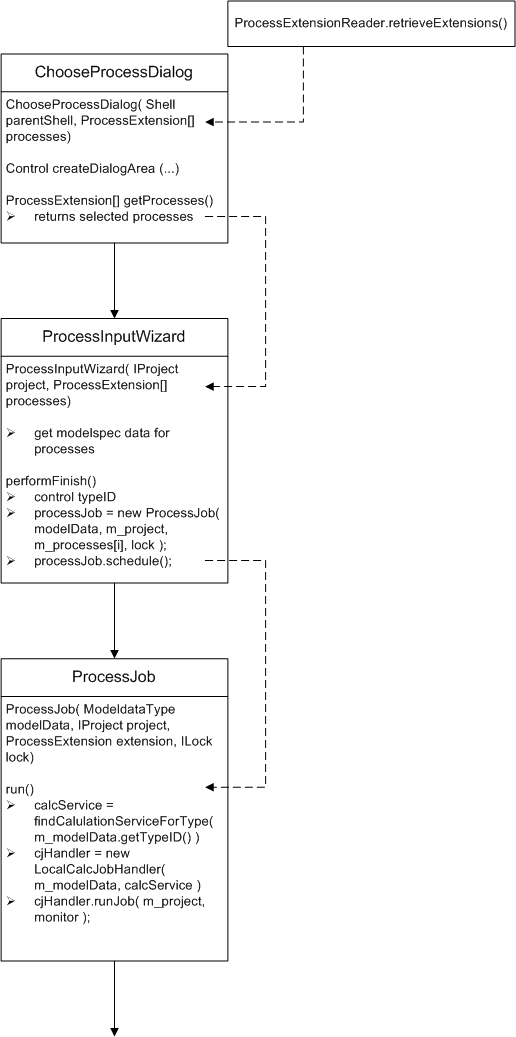 ProcessExtensionReader.retrieveExtensions()
ChooseProcessDialog
ChooseProcessDialog( Shell
parentShell, ProcessExtension[]
processes)
Control createDialogArea (...)
ProcessExtension[] getProcesses()
➢ returns selected processes
ProcessInputWizard
ProcessInputWizard( IProject
project, ProcessExtension[]
processes)
➢ get modelspec data for
processes
performFinish()
➢ control typeID
➢ processJob = new ProcessJob(
modelData, m_project,
m_processes[i], lock );
➢ processJob.schedule();
ProcessJob
ProcessJob( ModeldataType
modelData, IProject project,
ProcessExtension extension, ILock
lock)
run()
➢ calcService =
findCalulationServiceForType(
m_modelData.getTypeID() )
➢ cjHandler = new
LocalCalcJobHandler(
m_modelData, calcService )
➢ cjHandler.runJob( m_project,
monitor );